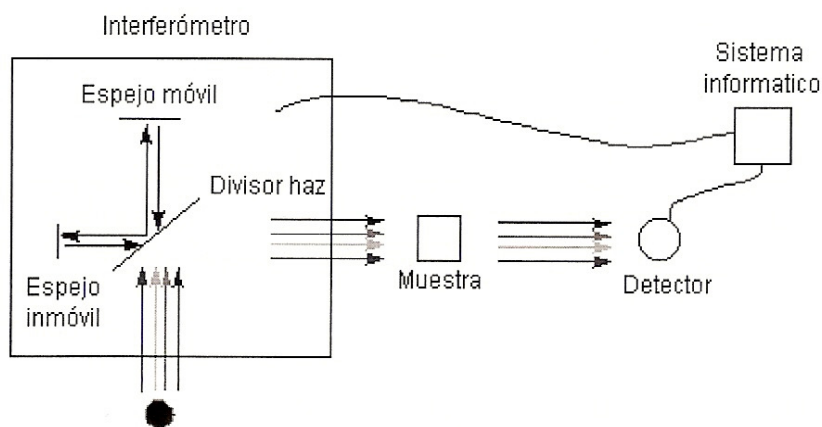 Interferómetro
Sistema
informatico
Espejo móvil
Divisor haz
Espejo
inmóvil
Muestra
Detector